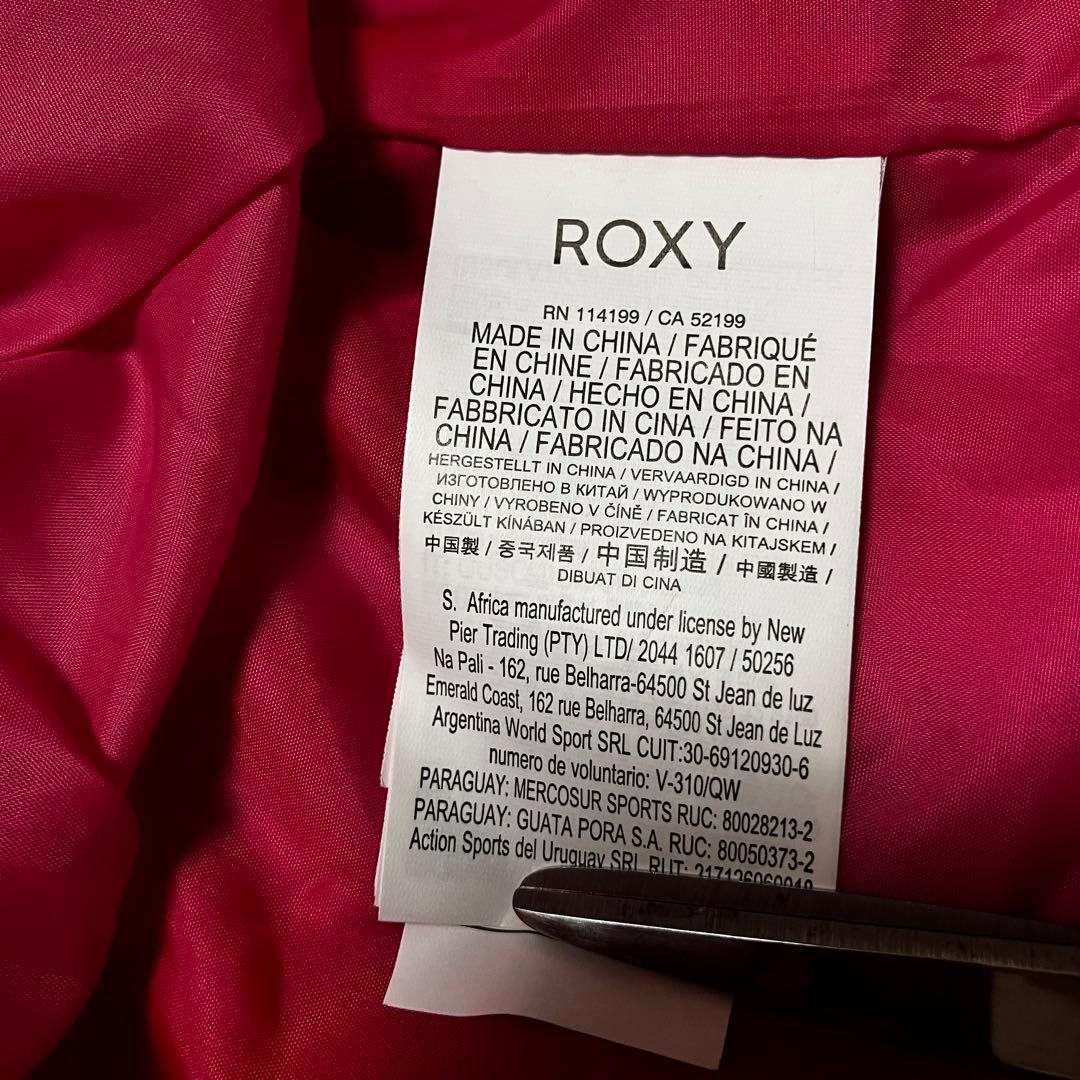 ROXY
RN 114199 / CA 52199
MADE IN CHINA / FABRIQUÉ
EN CHINE / FABRICADO EN
CHINA / HECHO EN CHINA /
FABBRICATO IN CINA / FEITO NA
CHINA / FABRICADO NA CHINA /
HERGESTELLT IN CHINA / VERVAARDIGD IN CHINA /
ИЗГОТОВЛЕНО В КИТАЙ / WYPRODUKOWANO W
CHINY / VYROBENO V ČÍNĚ / FABRICAT ÎN CHINA /
KÉSZÜLT KÍNÁBAN / PROIZVEDENO NA KITAJSKEM /
中国製 / 중국제품 / 中国制造 / 中國製造 /
DIBUAT DI CINA
S. Africa manufactured under license by New
Pier Trading (PTY) LTD/ 2044 1607 / 50256
Na Pali - 162, rue Belharra-64500 St Jean de luz
Emerald Coast, 162 rue Belharra, 64500 St Jean de Luz
Argentina World Sport SRL CUIT:30-69120930-6
numero de voluntario: V-310/QW
PARAGUAY: MERCOSUR SPORTS RUC: 80028213-2
PARAGUAY: GUATA PORA S.A. RUC: 80050373-2
Action Sports del Uruguay SRL RUT: